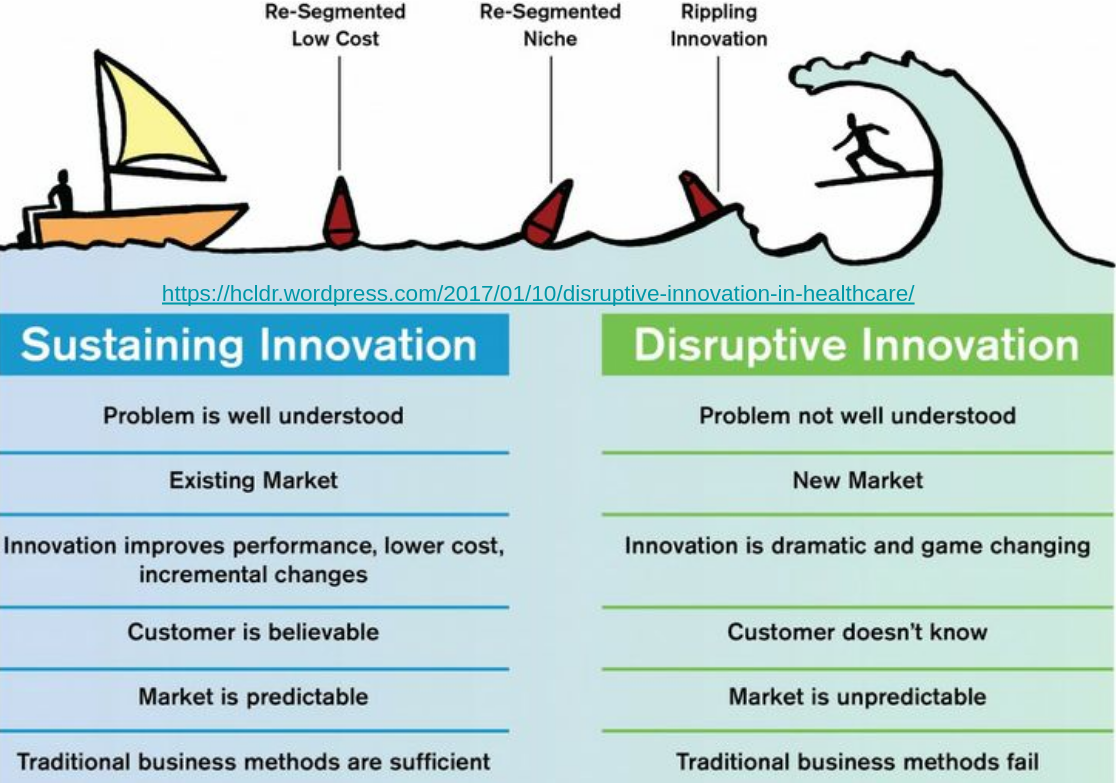 Re-Segmented
Low Cost
Re-Segmented
Niche
Rippling
Innovation
https://hcldr.wordpress.com/2017/01/10/disruptive-innovation-in-healthcare/
Sustaining Innovation
Problem is well understood
Existing Market
Innovation improves performance, lower cost,
incremental changes
Customer is believable
Market is predictable
Traditional business methods are sufficient
Disruptive Innovation
Problem not well understood
New Market
Innovation is dramatic and game changing
Customer doesn't know
Market is unpredictable
Traditional business methods fail